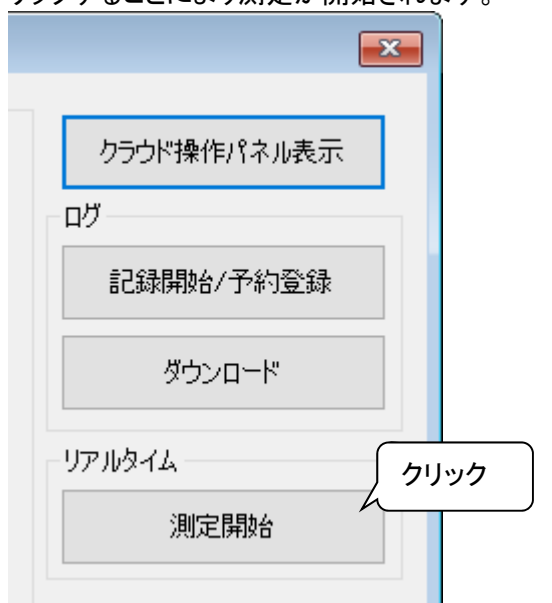 リックすることにより測定が開始されます。
クラウド操作パネル表示
ログ
記録開始/予約登録
ダウンロード
リアルタイム
クリック
測定開始